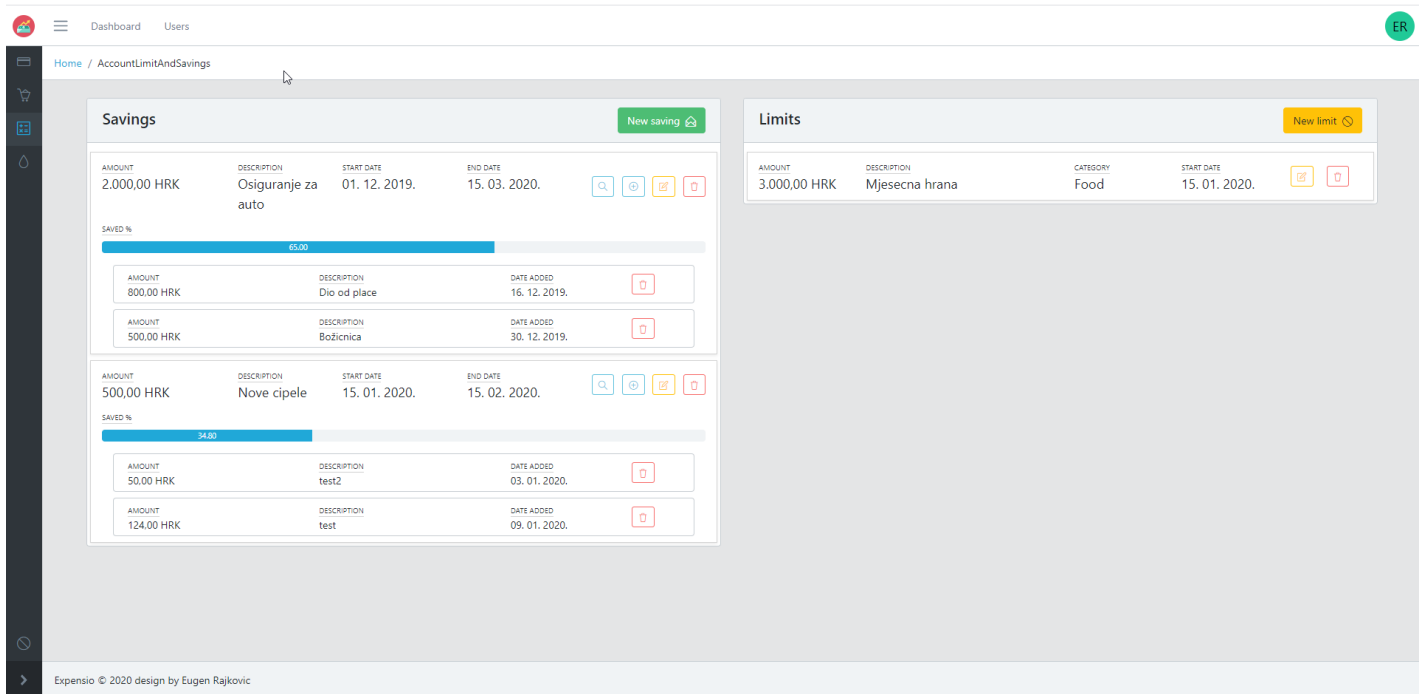 Dashboard Users
ER
Home / AccountLimitAndSavings
Savings
New saving
AMOUNT DESCRIPTION START DATE END DATE
2.000,00 HRK Osiguranje za 01. 12. 2019. 15. 03. 2020.
auto
SAVED %
65.00
AMOUNT DESCRIPTION DATE ADDED
800,00 HRK Dio od place 16. 12. 2019.
AMOUNT DESCRIPTION DATE ADDED
500,00 HRK Božicnica 30. 12. 2019.
AMOUNT DESCRIPTION START DATE END DATE
500,00 HRK Nove cipele 15. 01. 2020. 15. 02. 2020.
SAVED %
34.80
AMOUNT DESCRIPTION DATE ADDED
50,00 HRK test2 03. 01. 2020.
AMOUNT DESCRIPTION DATE ADDED
124,00 HRK test 09. 01. 2020.
Limits
New limit
AMOUNT DESCRIPTION CATEGORY START DATE
3.000,00 HRK Mjesecna hrana Food 15. 01. 2020.
Expensio © 2020 design by Eugen Rajkovic